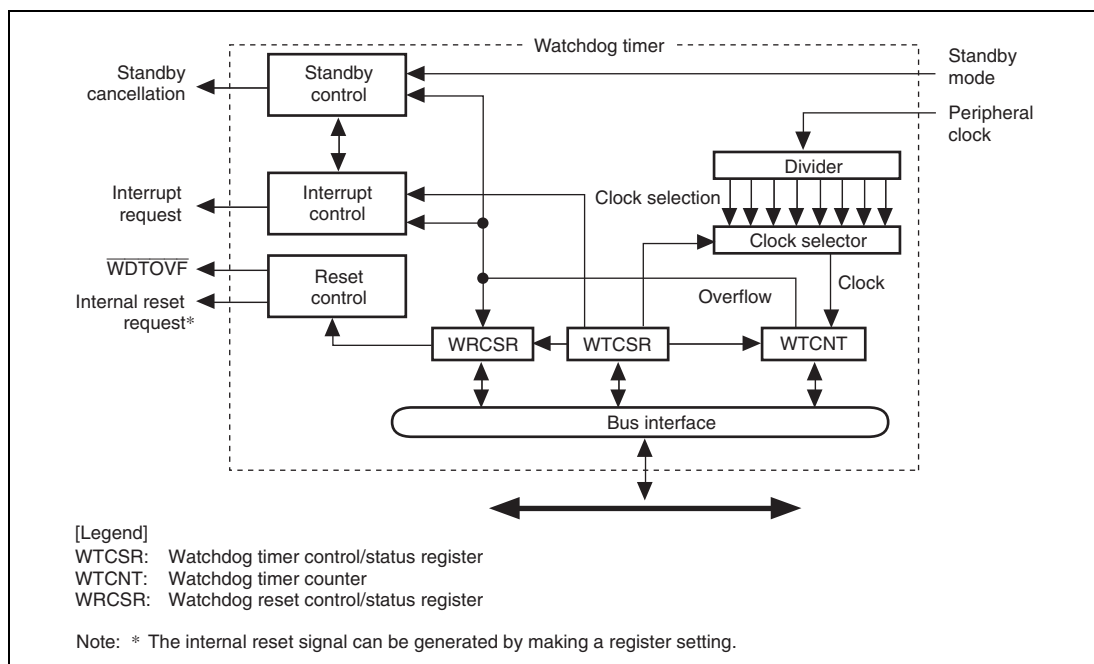 Watchdog timer
Standby
cancellation
Standby
control
Standby
mode
Peripheral
clock
Divider
Interrupt
request
Interrupt
control
Clock selection
Clock selector
WDTOVF
Internal reset
request*
Reset
control
Overflow
Clock
WRCSR
WTCSR
WTCNT
Bus interface
[Legend]
WTCSR: Watchdog timer control/status register
WTCNT: Watchdog timer counter
WRCSR: Watchdog reset control/status register
Note: * The internal reset signal can be generated by making a register setting.